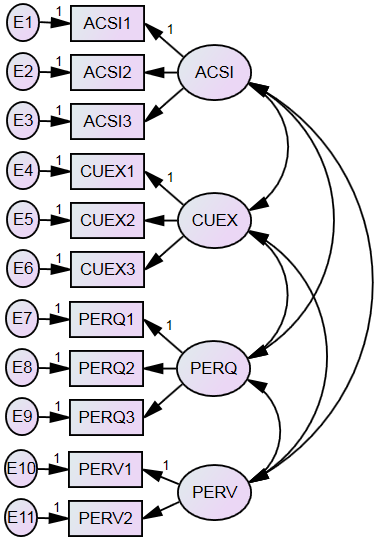 E1 1 ACSI1 1
E2 1 ACSI2 ACSI
E3 1 ACSI3
E4 1 CUEX1 1
E5 1 CUEX2 CUEX
E6 1 CUEX3
E7 1 PERQ1 1
E8 1 PERQ2 PERQ
E9 1 PERQ3
E10 1 PERV1 1
PERV
E11 1 PERV2